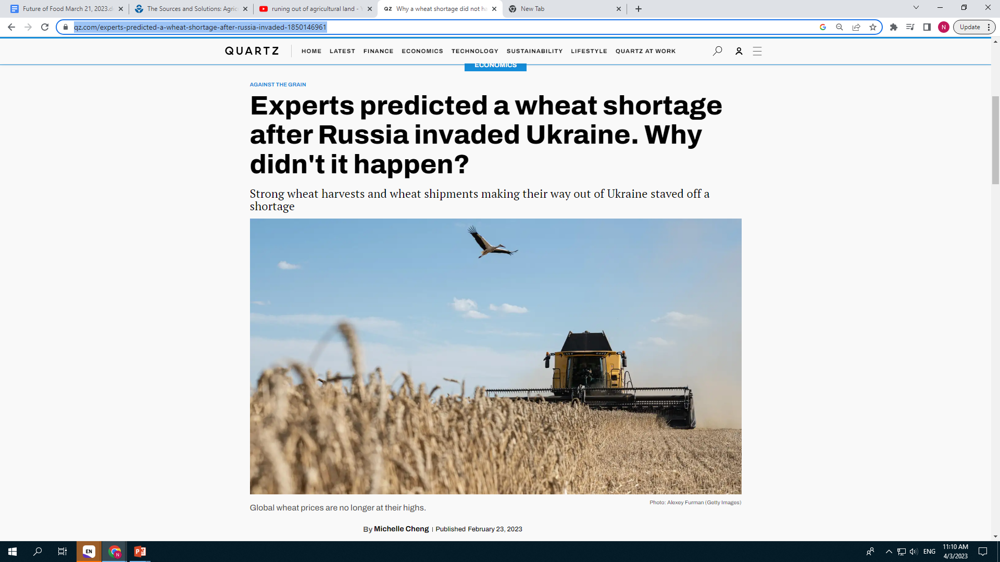 Future of Food March 21, 2023.d
The Sources and Solutions: Agric
runing out of agricultural land - Y
QZ Why a wheat shortage did not ha
New Tab
qz.com/experts-predicted-a-wheat-shortage-after-russia-invaded-1850146961
N
Update
QUARTZ
HOME LATEST FINANCE ECONOMICS TECHNOLOGY SUSTAINABILITY LIFESTYLE QUARTZ AT WORK
ECONOMICS
AGAINST THE GRAIN
Experts predicted a wheat shortage
after Russia invaded Ukraine. Why
didn't it happen?
Strong wheat harvests and wheat shipments making their way out of Ukraine staved off a
shortage
Photo: Alexey Furman (Getty Images)
Global wheat prices are no longer at their highs.
By Michelle Cheng | Published February 23, 2023
EN
N
P
ENG
11:10 AM
4/3/2023